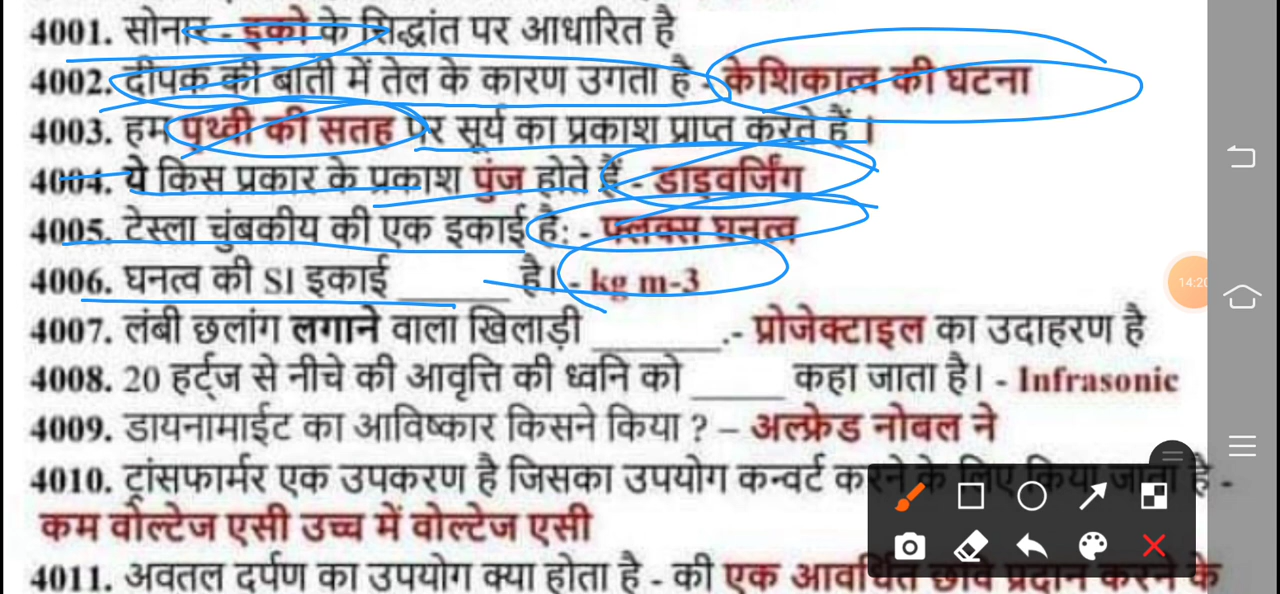 4001. सोनार - इको के सिद्धांत पर आधारित है
4002. दीपक की बाती में तेल के कारण उगता है - केशिकात्व की घटना
4003. हम पृथ्वी की सतह पर सूर्य का प्रकाश प्राप्त करते हैं ।
4004. ये किस प्रकार के प्रकाश पुंज होते हैं - डाइवर्जिंग
4005. टेस्ला चुंबकीय की एक इकाई है: - फ्लक्स घनत्व
4006. घनत्व की SI इकाई ______ है। - kg m-3
14:20
4007. लंबी छलांग लगाने वाला खिलाड़ी ________.- प्रोजेक्टाइल का उदाहरण है
4008. 20 हर्ट्ज से नीचे की आवृत्ति की ध्वनि को ______ कहा जाता है। - Infrasonic
4009. डायनामाईट का आविष्कार किसने किया ? – अल्फ्रेड नोबल ने
4010. ट्रांसफार्मर एक उपकरण है जिसका उपयोग कन्वर्ट करने के लिए किया जाता है -
कम वोल्टेज एसी उच्च में वोल्टेज एसी
4011. अवतल दर्पण का उपयोग क्या होता है - की एक आवर्धित छवि प्रदान करने के